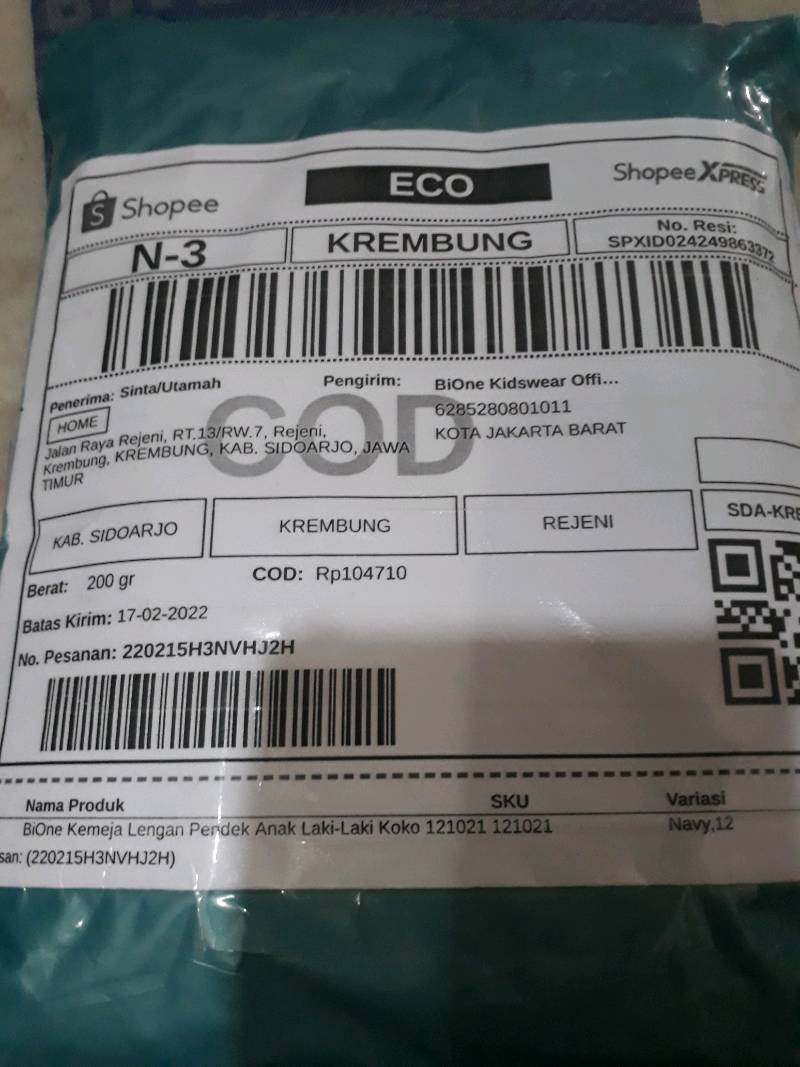 Shopee
ECO
ShopeeXPRESS
N-3
KREMBUNG
No. Resi:
SPXID024249863372
Penerima: Sinta/Utamah
Pengirim: BiOne Kidswear Offi...
HOME
6285280801011
Jalan Raya Rejeni, RT.13/RW.7, Rejeni,
KOTA JAKARTA BARAT
Krembung, KREMBUNG, KAB. SIDOARJO, JAWA
TIMUR
COD
KAB. SIDOARJO
KREMBUNG
REJENI
SDA-KRE
Berat: 200 gr
COD: Rp104710
Batas Kirim: 17-02-2022
No. Pesanan: 220215H3NVHJ2H
Nama Produk SKU Variasi
BiOne Kemeja Lengan Pendek Anak Laki-Laki Koko 121021 121021 Navy,12
san: (220215H3NVHJ2H)